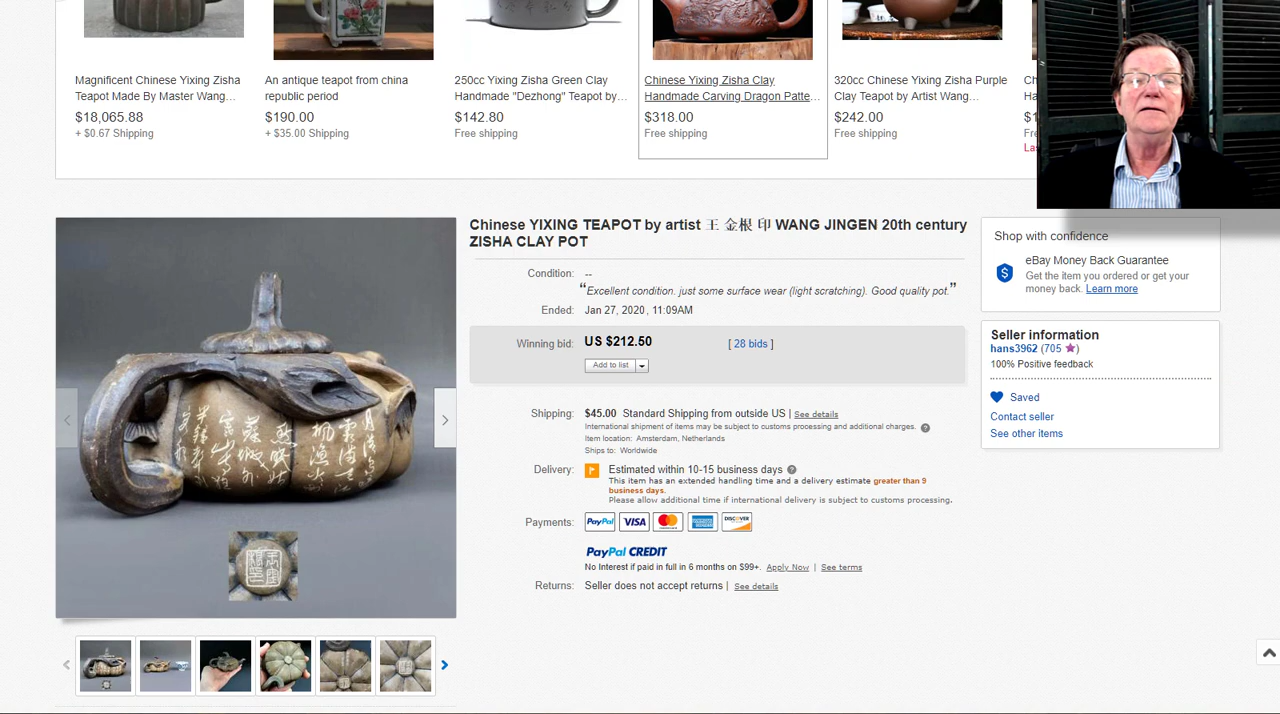 Magnificent Chinese Yixing Zisha
Teapot Made By Master Wang…
$18,065.88
+ $0.67 Shipping
An antique teapot from china
republic period
$190.00
+ $35.00 Shipping
250cc Yixing Zisha Green Clay
Handmade "Dezhong" Teapot by…
$142.80
Free shipping
Chinese Yixing Zisha Clay
Handmade Carving Dragon Patte…
$318.00
Free shipping
320cc Chinese Yixing Zisha Purple
Clay Teapot by Artist Wang…
$242.00
Free shipping
Chinese YIXING TEAPOT by artist 王 金根 印 WANG JINGEN 20th century
ZISHA CLAY POT
Condition: --
“Excellent condition. just some surface wear (light scratching). Good quality pot.”
Ended: Jan 27, 2020 , 11:09AM
Winning bid: US $212.50 [ 28 bids ]
Add to list
Shipping: $45.00 Standard Shipping from outside US | See details
International shipment of items may be subject to customs processing and additional charges.
Item location: Amsterdam, Netherlands
Ships to: Worldwide
Delivery: Estimated within 10-15 business days
This item has an extended handling time and a delivery estimate greater than 9
business days.
Please allow additional time if international delivery is subject to customs processing.
Payments: PayPal VISA MasterCard AMERICAN EXPRESS DISCOVER
PayPal CREDIT
No Interest if paid in full in 6 months on $99+. Apply Now | See terms
Returns: Seller does not accept returns | See details
Shop with confidence
eBay Money Back Guarantee
Get the item you ordered or get your
money back. Learn more
Seller information
hans3962 (705 ★)
100% Positive feedback
Saved
Contact seller
See other items